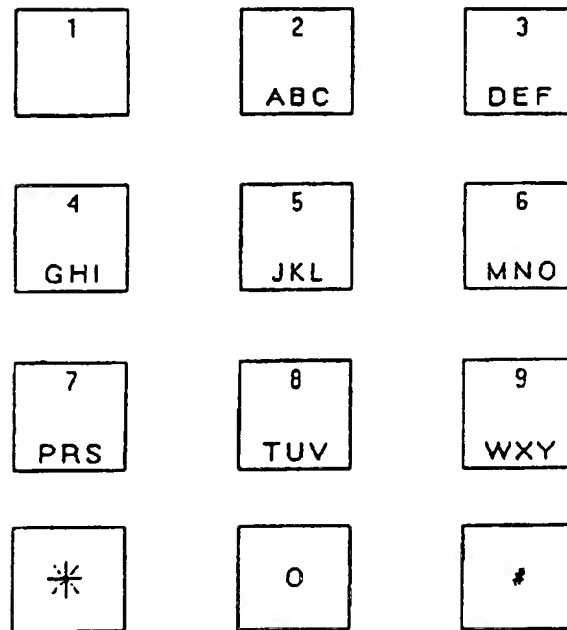 1 2 3
ABC DEF
4 5 6
GHI JKL MNO
7 8 9
PRS TUV WXY
* 0 #